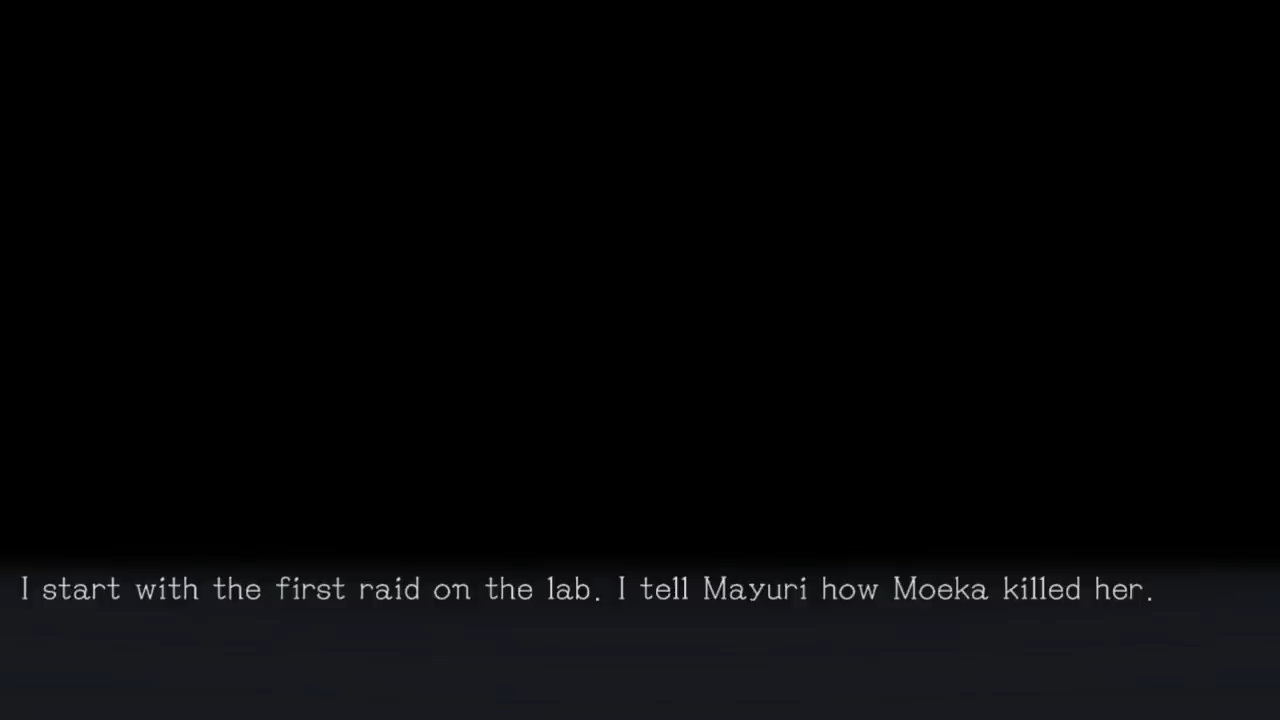 I start with the first raid on the lab. I tell Mayuri how Moeka killed her.